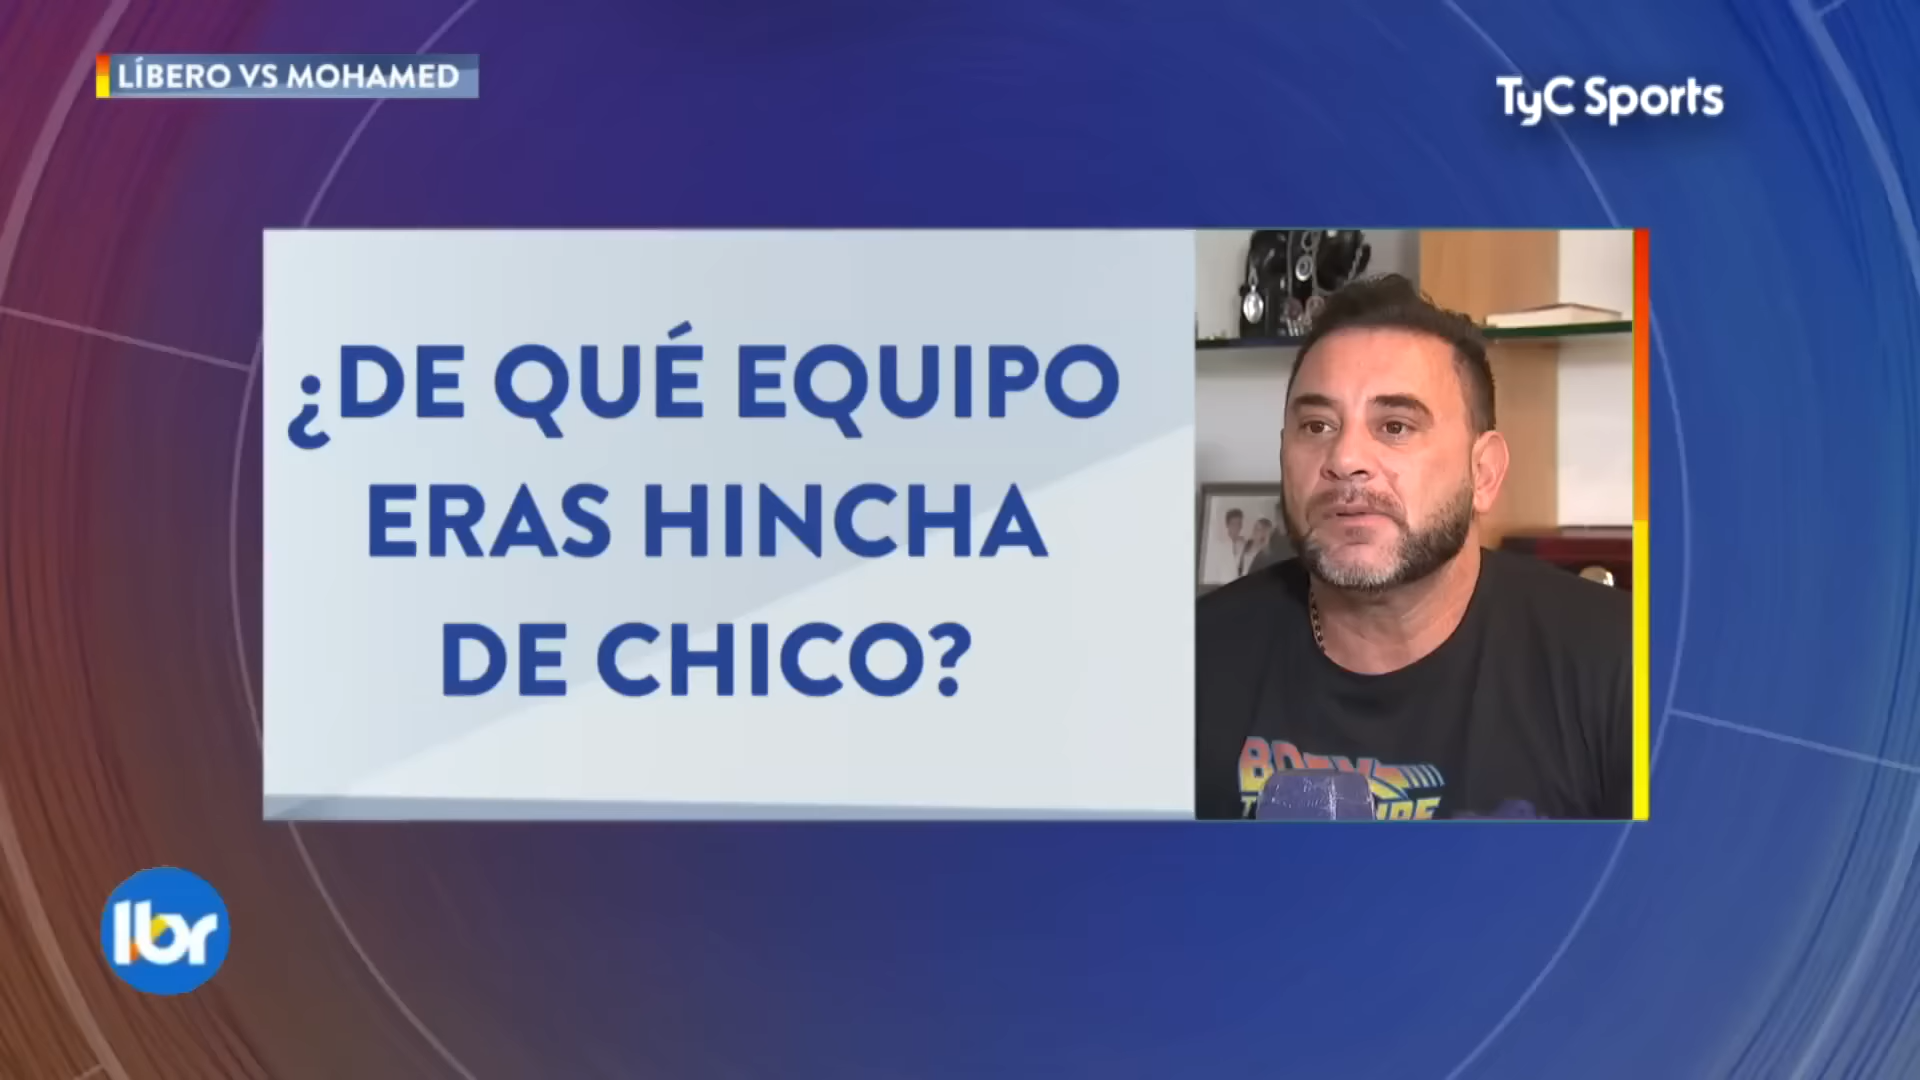 LÍBERO VS MOHAMED
TyC Sports
¿DE QUÉ EQUIPO
ERAS HINCHA
DE CHICO?
lbr